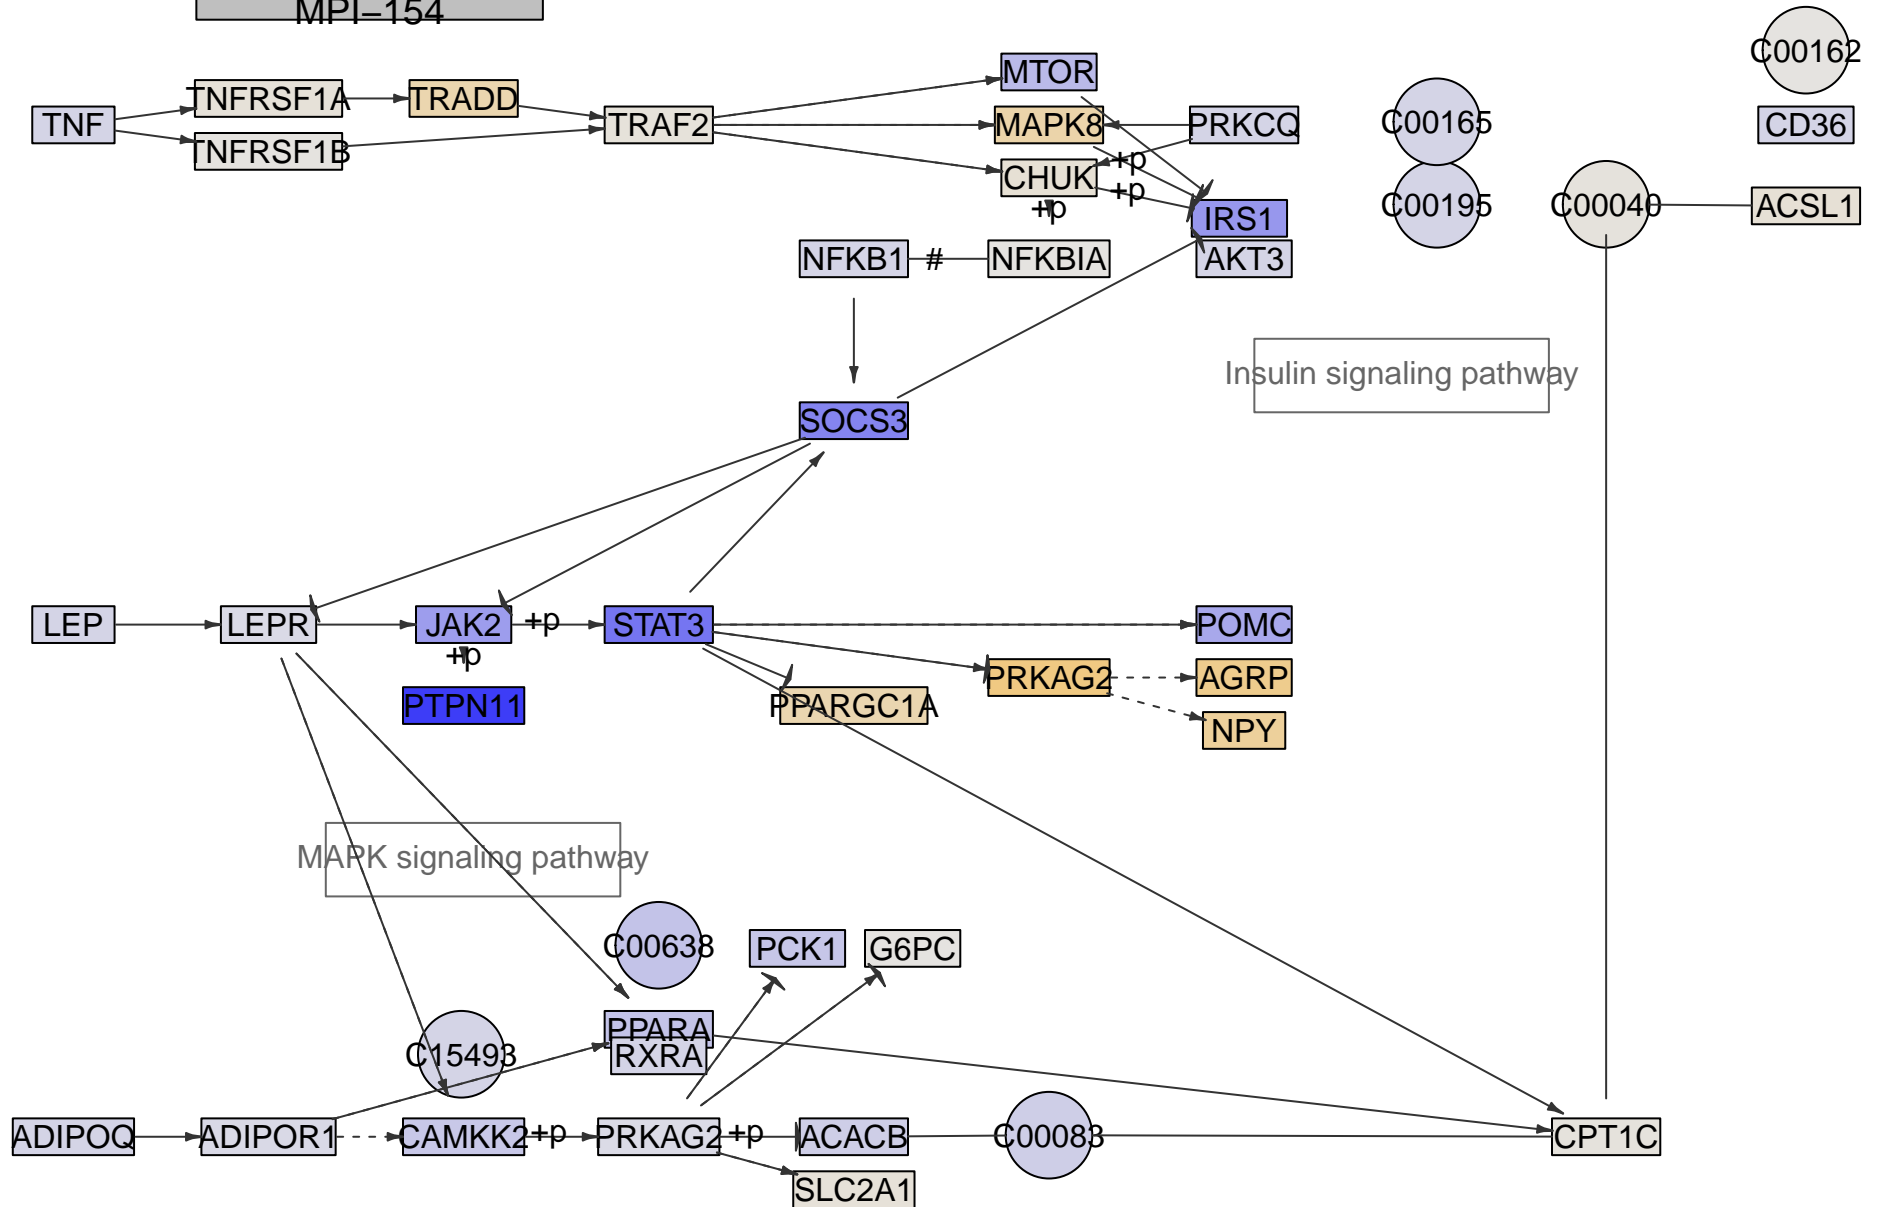 MPI–154
C00162
MTOR
TNFRSF1A
TRADD
TNF
TRAF2
MAPK8
PRKCQ
C00165
CD36
TNFRSF1B
+p
CHUK
+p
+p
IRS1
C00195
C00040
ACSL1
NFKB1
#
NFKBIA
AKT3
Insulin signaling pathway
SOCS3
LEP
LEPR
JAK2
+p
STAT3
POMC
+p
PRKAG2
AGRP
PTPN11
PPARGC1A
NPY
MAPK signaling pathway
C00638
PCK1
G6PC
PPARA
C15493
RXRA
ADIPOQ
ADIPOR1
CAMKK2
+p
PRKAG2
+p
ACACB
C00083
CPT1C
SLC2A1